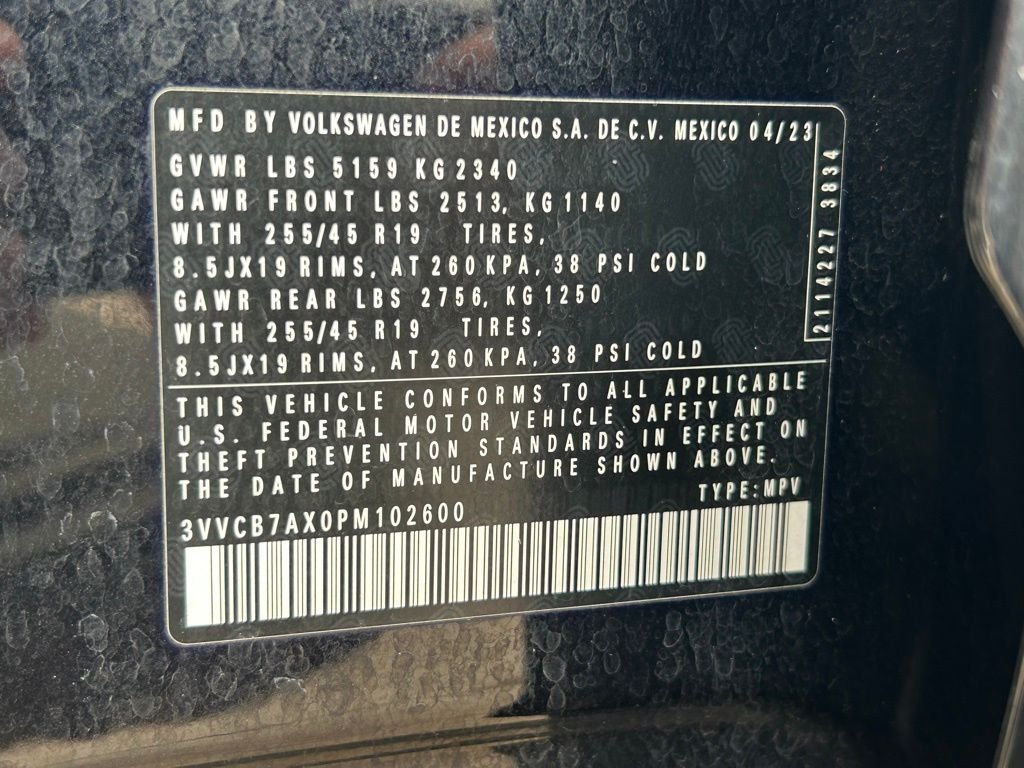 MFD BY VOLKSWAGEN DE MEXICO S.A. DE C.V. MEXICO 04/23
GVWR LBS 5159 KG 2340
GAWR FRONT LBS 2513, KG 1140
WITH 255/45 R19 TIRES,
8.5JX19 RIMS, AT 260 KPA, 38 PSI COLD
GAWR REAR LBS 2756, KG 1250
WITH 255/45 R19 TIRES,
8.5JX19 RIMS, AT 260 KPA, 38 PSI COLD
2114227 3834
THIS VEHICLE CONFORMS TO ALL APPLICABLE
U.S. FEDERAL MOTOR VEHICLE SAFETY AND
THEFT PREVENTION STANDARDS IN EFFECT ON
THE DATE OF MANUFACTURE SHOWN ABOVE.
TYPE: MPV
3VVCB7AX0PM102600